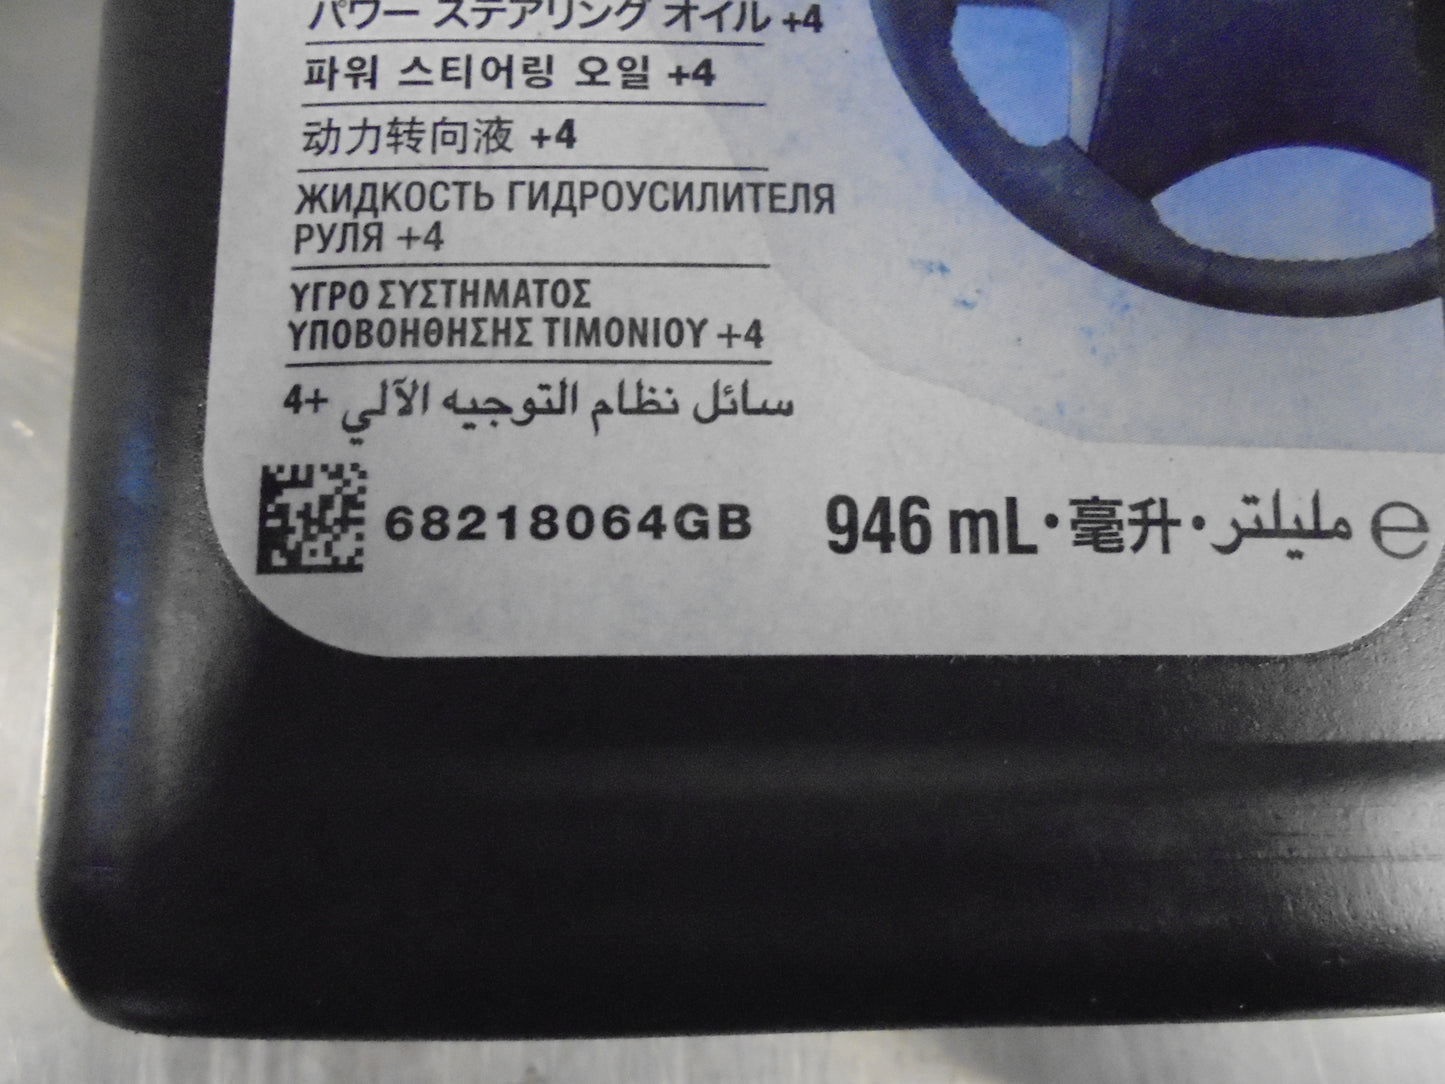 パワー ステアリング オイル +4
파워 스티어링 오일 +4
动力转向液 +4
ЖИДКОСТЬ ГИДРОУСИЛИТЕЛЯ
РУЛЯ +4
ΥΓΡΟ ΣΥΣΤΗΜΑΤΟΣ
ΥΠΟΒΟΗΘΗΣΗΣ ΤΙΜΟΝΙΟΥ +4
سائل نظام التوجيه الآلي +4
68218064GB
946 mL · 毫升 · مليلتر ℮